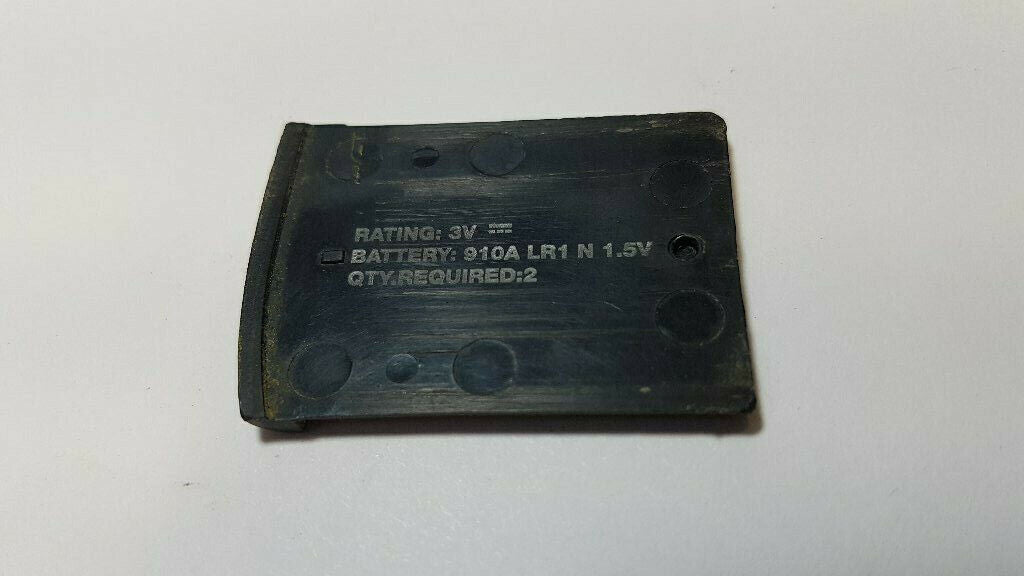 RATING: 3V ⎓
BATTERY: 910A LR1 N 1.5V
QTY.REQUIRED:2